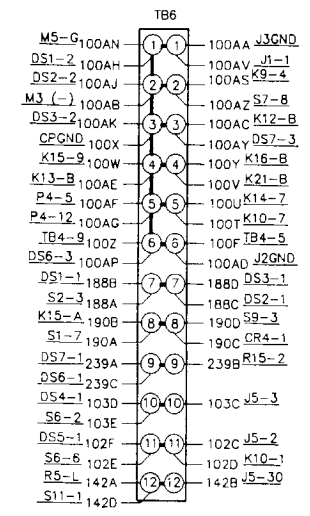 TB6
M5-G 100AN 1 1 100AA J3GND
DS1-2 100AH 100AV J1-1
DS2-2 100AJ 2 2 100AS K9-4
M3 (-) 100AB 100AZ S7-8
DS3-2 100AK 3 3 100AC K12-B
CPGND 100X 100AY DS7-3
K15-9 100W 4 4 100Y K16-B
K13-B 100AE 100V K21-B
P4-5 100AF 5 5 100U K14-7
P4-12 100AG 100T K10-7
TB4-9 100Z 6 6 100F TB4-5
DS6-3 100AP 100AD J2GND
DS1-1 188B 7 7 188D DS3-1
S2-3 188A 188C DS2-1
K15-A 190B 8 8 190D S9-3
S1-7 190A 190C CR4-1
DS7-1 239A 9 9 239B R15-2
DS6-1 239C
DS4-1 103D 10 10 103C J5-3
S6-2 103E
DS5-1 102F 11 11 102C J5-2
S6-6 102E 102D K10-1
R5-L 142A 12 12 142B J5-30
S11-1 142D